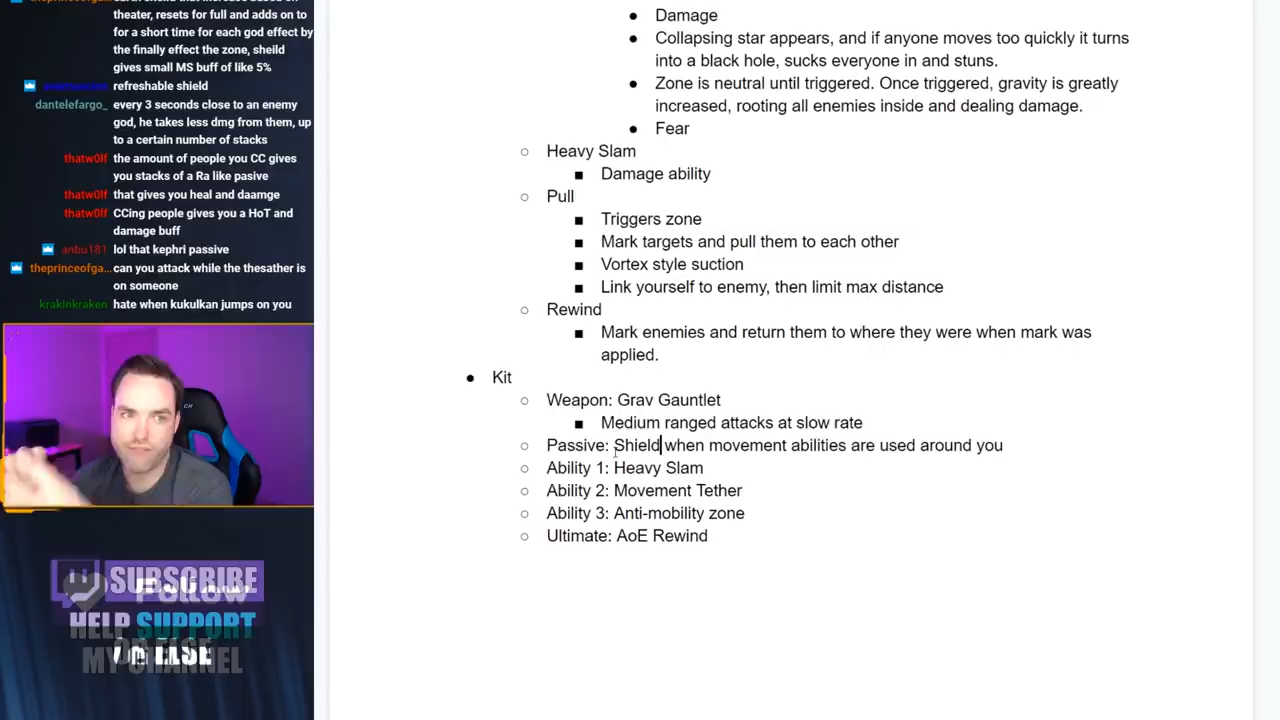 theater, resets for full and adds on to
for a short time for each god effect by
the finally effect the zone, sheild
gives small MS buff of like 5%
refreshable shield
dantelefargo_ every 3 seconds close to an enemy
god, he takes less dmg from them, up
to a certain number of stacks
thatw0lf the amount of people you CC gives
you stacks of a Ra like pasive
thatw0lf that gives you heal and daamge
thatw0lf CCing people gives you a HoT and
damage buff
anbu181 lol that kephri passive
theprinceofga... can you attack while the thesather is
on someone
krakinkraken hate when kukulkan jumps on you
SUBSCRIBE
Follow
HELP SUPPORT
OR ELSE
MY CHANNEL
● Damage
● Collapsing star appears, and if anyone moves too quickly it turns
into a black hole, sucks everyone in and stuns.
● Zone is neutral until triggered. Once triggered, gravity is greatly
increased, rooting all enemies inside and dealing damage.
● Fear
○ Heavy Slam
■ Damage ability
○ Pull
■ Triggers zone
■ Mark targets and pull them to each other
■ Vortex style suction
■ Link yourself to enemy, then limit max distance
○ Rewind
■ Mark enemies and return them to where they were when mark was
applied.
● Kit
○ Weapon: Grav Gauntlet
■ Medium ranged attacks at slow rate
○ Passive: Shield when movement abilities are used around you
○ Ability 1: Heavy Slam
○ Ability 2: Movement Tether
○ Ability 3: Anti-mobility zone
○ Ultimate: AoE Rewind